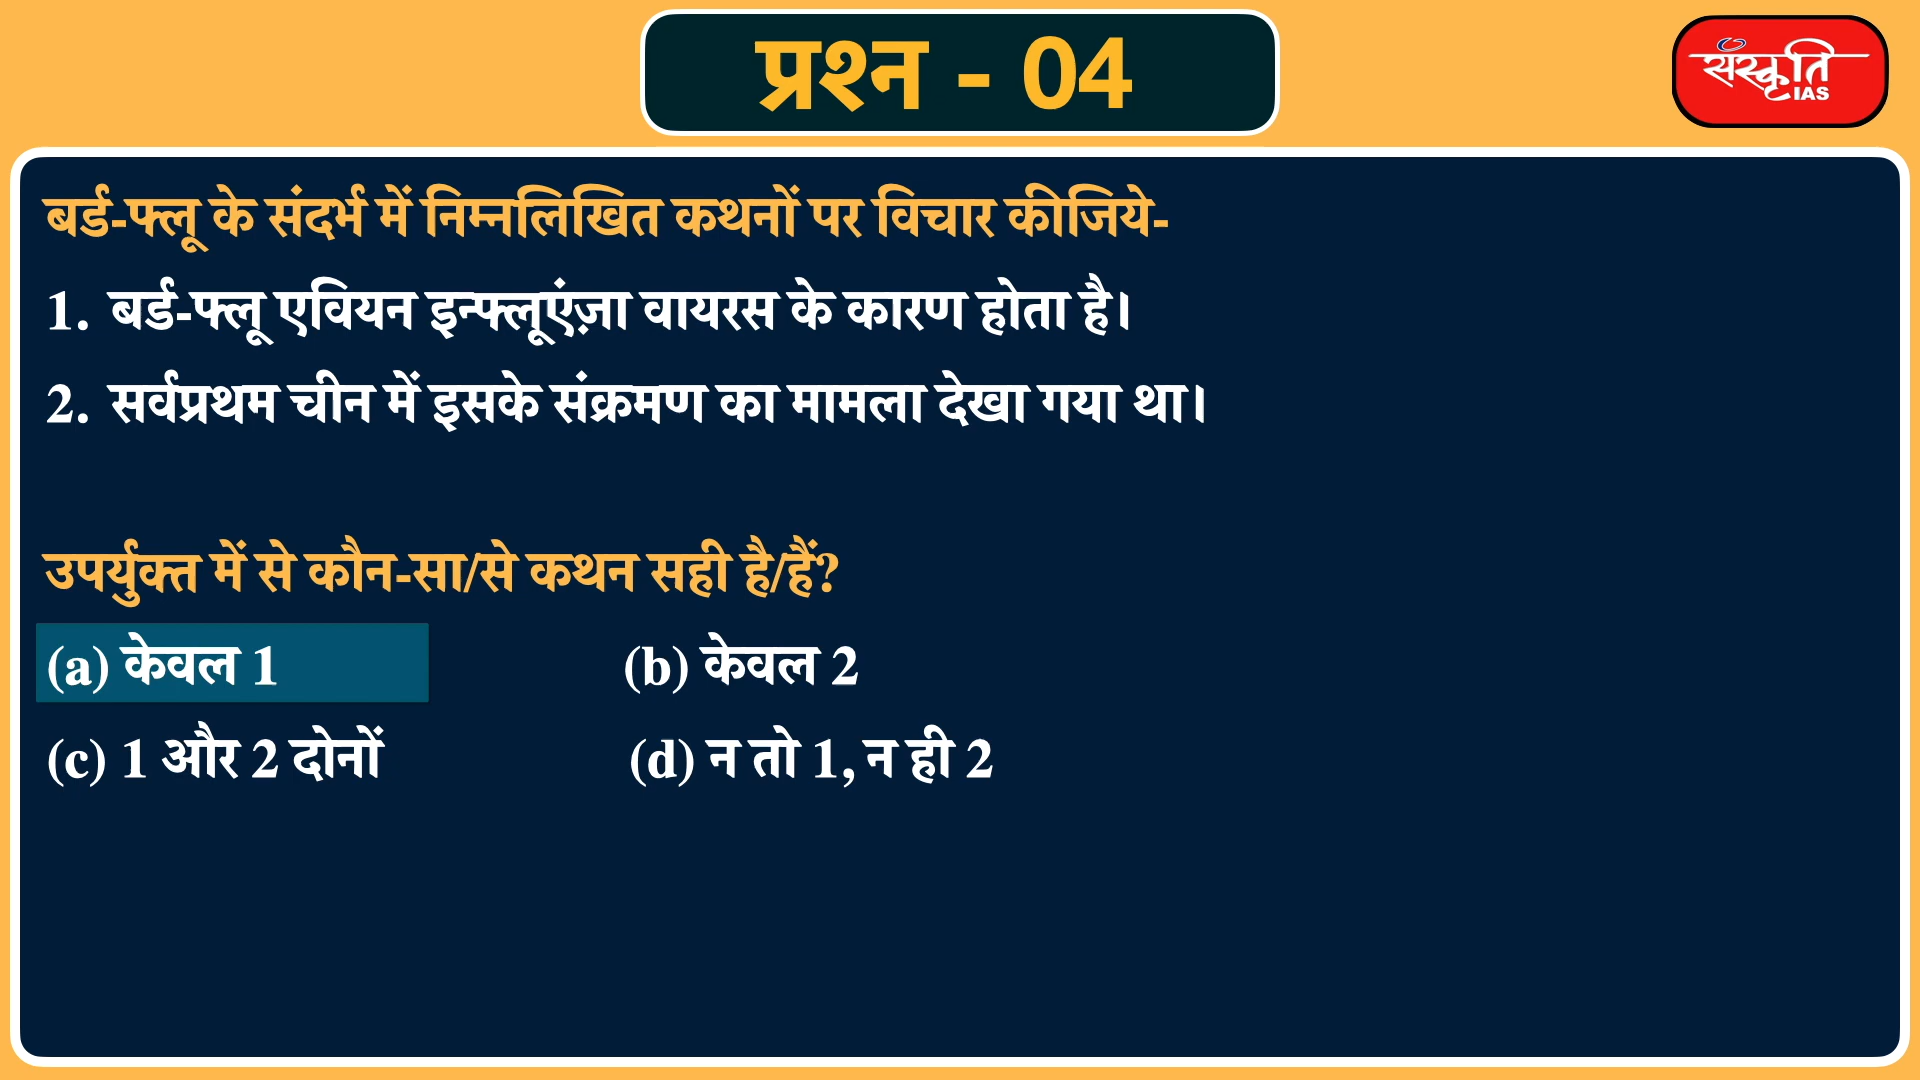 प्रश्न - 04
संस्कृति
IAS
बर्ड-फ्लू के संदर्भ में निम्नलिखित कथनों पर विचार कीजिये-
1. बर्ड-फ्लू एवियन इन्फ्लूएंज़ा वायरस के कारण होता है।
2. सर्वप्रथम चीन में इसके संक्रमण का मामला देखा गया था।
उपर्युक्त में से कौन-सा/से कथन सही है/हैं?
(a) केवल 1 (b) केवल 2
(c) 1 और 2 दोनों (d) न तो 1, न ही 2